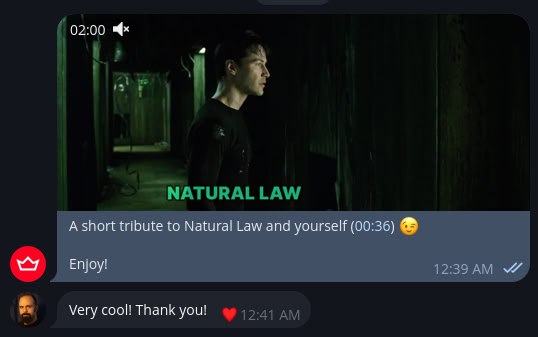 02:00
NATURAL LAW
A short tribute to Natural Law and yourself (00:36) 😉
Enjoy!
12:39 AM
Very cool! Thank you!
❤️ 12:41 AM